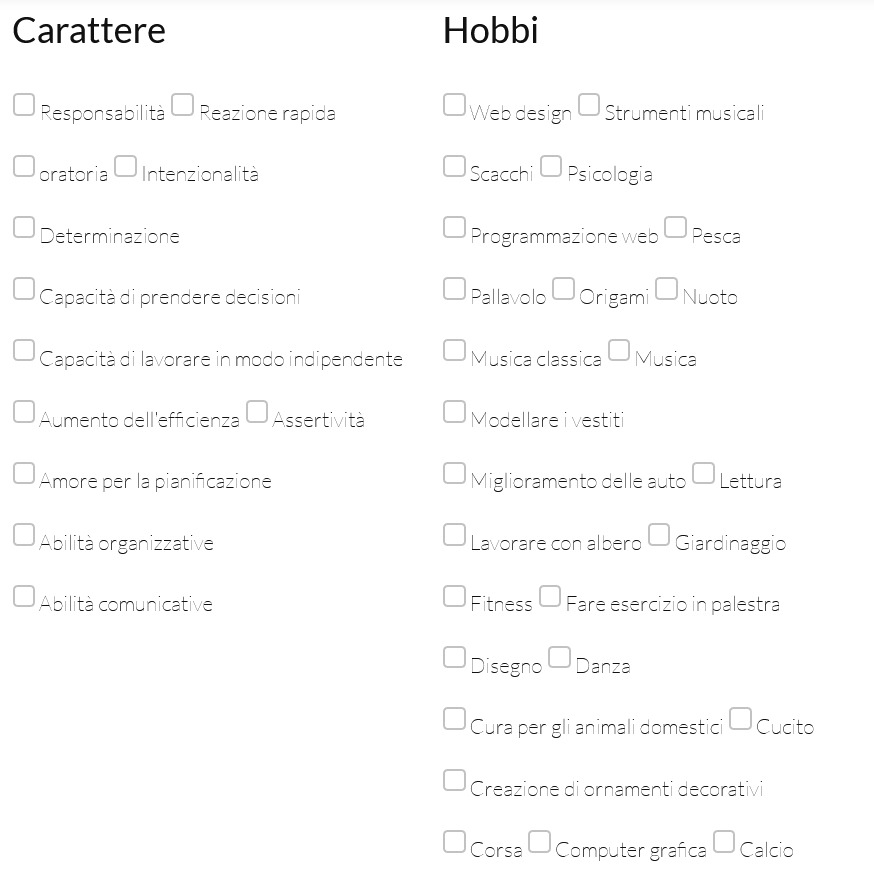 Carattere
Responsabilità Reazione rapida
oratoria Intenzionalità
Determinazione
Capacità di prendere decisioni
Capacità di lavorare in modo indipendente
Aumento dell'efficienza Assertività
Amore per la pianificazione
Abilità organizzative
Abilità comunicative
Hobbi
Web design Strumenti musicali
Scacchi Psicologia
Programmazione web Pesca
Pallavolo Origami Nuoto
Musica classica Musica
Modellare i vestiti
Miglioramento delle auto Lettura
Lavorare con albero Giardinaggio
Fitness Fare esercizio in palestra
Disegno Danza
Cura per gli animali domestici Cucito
Creazione di ornamenti decorativi
Corsa Computer grafica Calcio